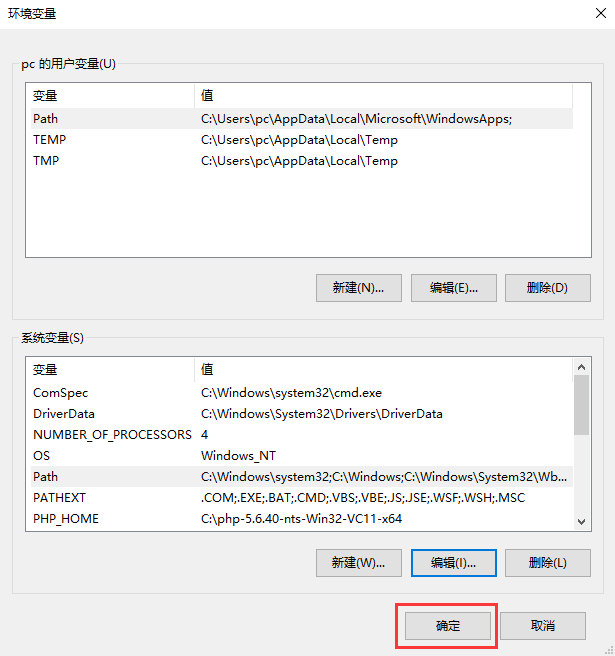 环境变量
pc 的用户变量(U)
变量 值
Path C:\Users\pc\AppData\Local\Microsoft\WindowsApps;
TEMP C:\Users\pc\AppData\Local\Temp
TMP C:\Users\pc\AppData\Local\Temp
新建(N)... 编辑(E)... 删除(D)
系统变量(S)
变量 值
ComSpec C:\Windows\system32\cmd.exe
DriverData C:\Windows\System32\Drivers\DriverData
NUMBER_OF_PROCESSORS 4
OS Windows_NT
Path C:\Windows\system32;C:\Windows;C:\Windows\System32\Wb...
PATHEXT .COM;.EXE;.BAT;.CMD;.VBS;.VBE;.JS;.JSE;.WSF;.WSH;.MSC
PHP_HOME C:\php-5.6.40-nts-Win32-VC11-x64
新建(W)... 编辑(I)... 删除(L)
确定 取消